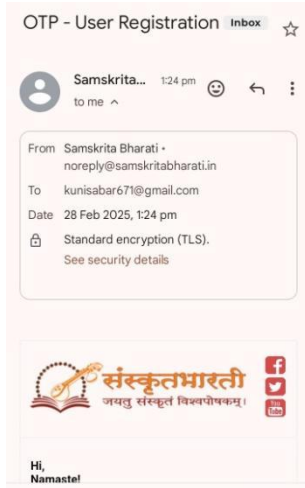 OTP - User Registration Inbox
Samskrita... 1:24 pm
to me
From Samskrita Bharati •
noreply@samskritabharati.in
To kunisabar671@gmail.com
Date 28 Feb 2025, 1:24 pm
Standard encryption (TLS).
See security details
संस्कृतभारती
जयतु संस्कृतं विश्वपोषकम्।
You
Tube
Hi,
Namaste!